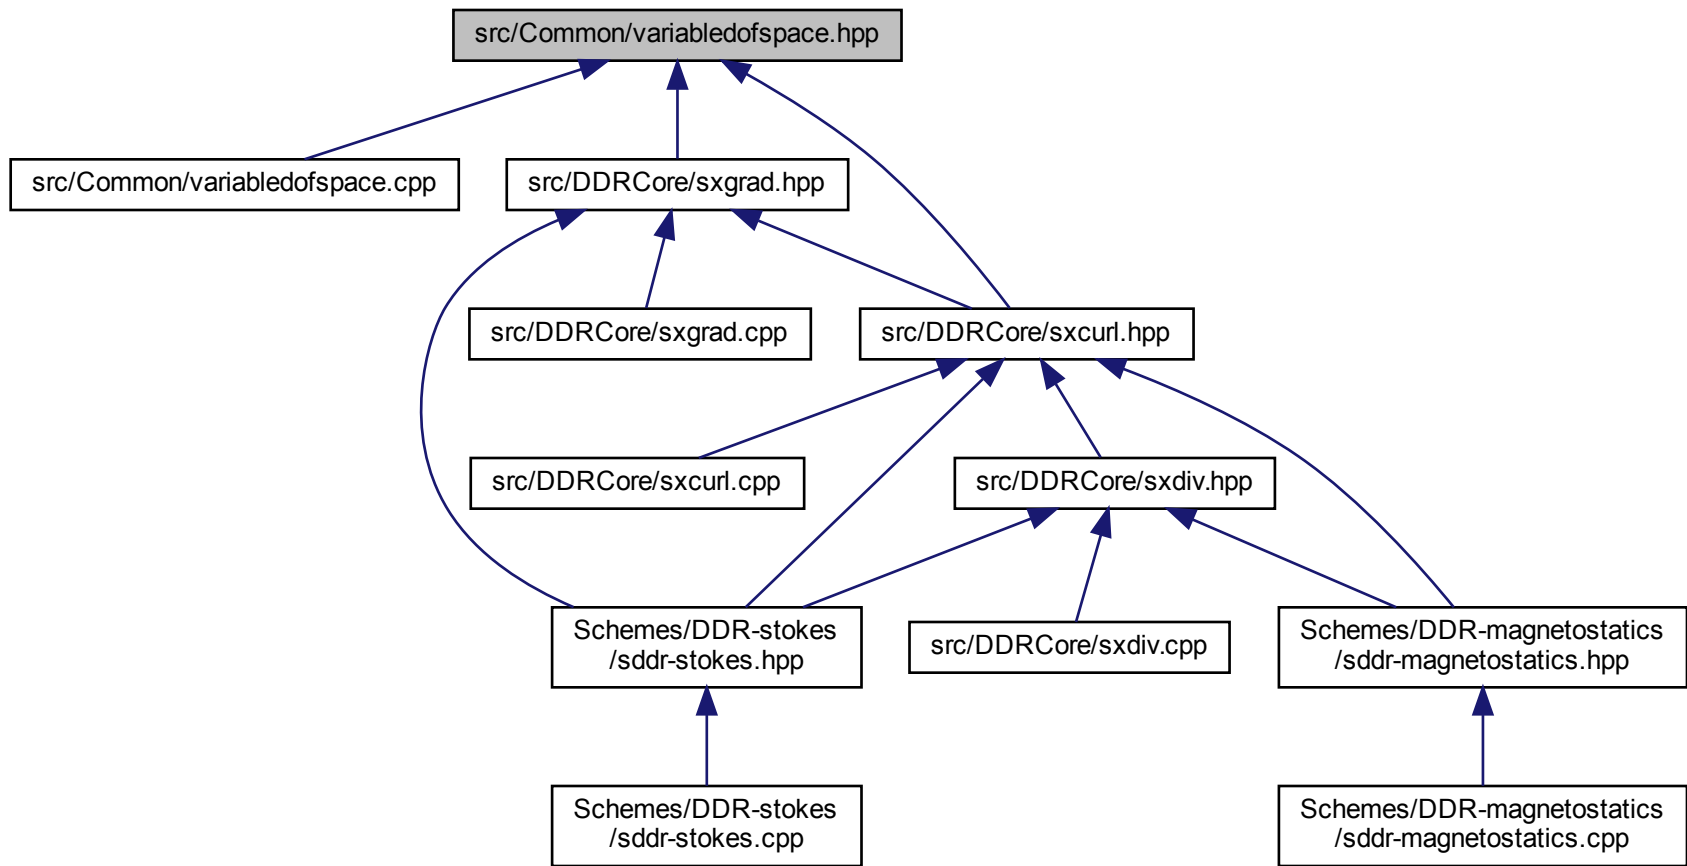 src/Common/variabledofspace.hpp
src/Common/variabledofspace.cpp
src/DDRCore/sxgrad.hpp
src/DDRCore/sxgrad.cpp
src/DDRCore/sxcurl.hpp
src/DDRCore/sxcurl.cpp
src/DDRCore/sxdiv.hpp
Schemes/DDR-stokes
/sddr-stokes.hpp
src/DDRCore/sxdiv.cpp
Schemes/DDR-magnetostatics
/sddr-magnetostatics.hpp
Schemes/DDR-stokes
/sddr-stokes.cpp
Schemes/DDR-magnetostatics
/sddr-magnetostatics.cpp